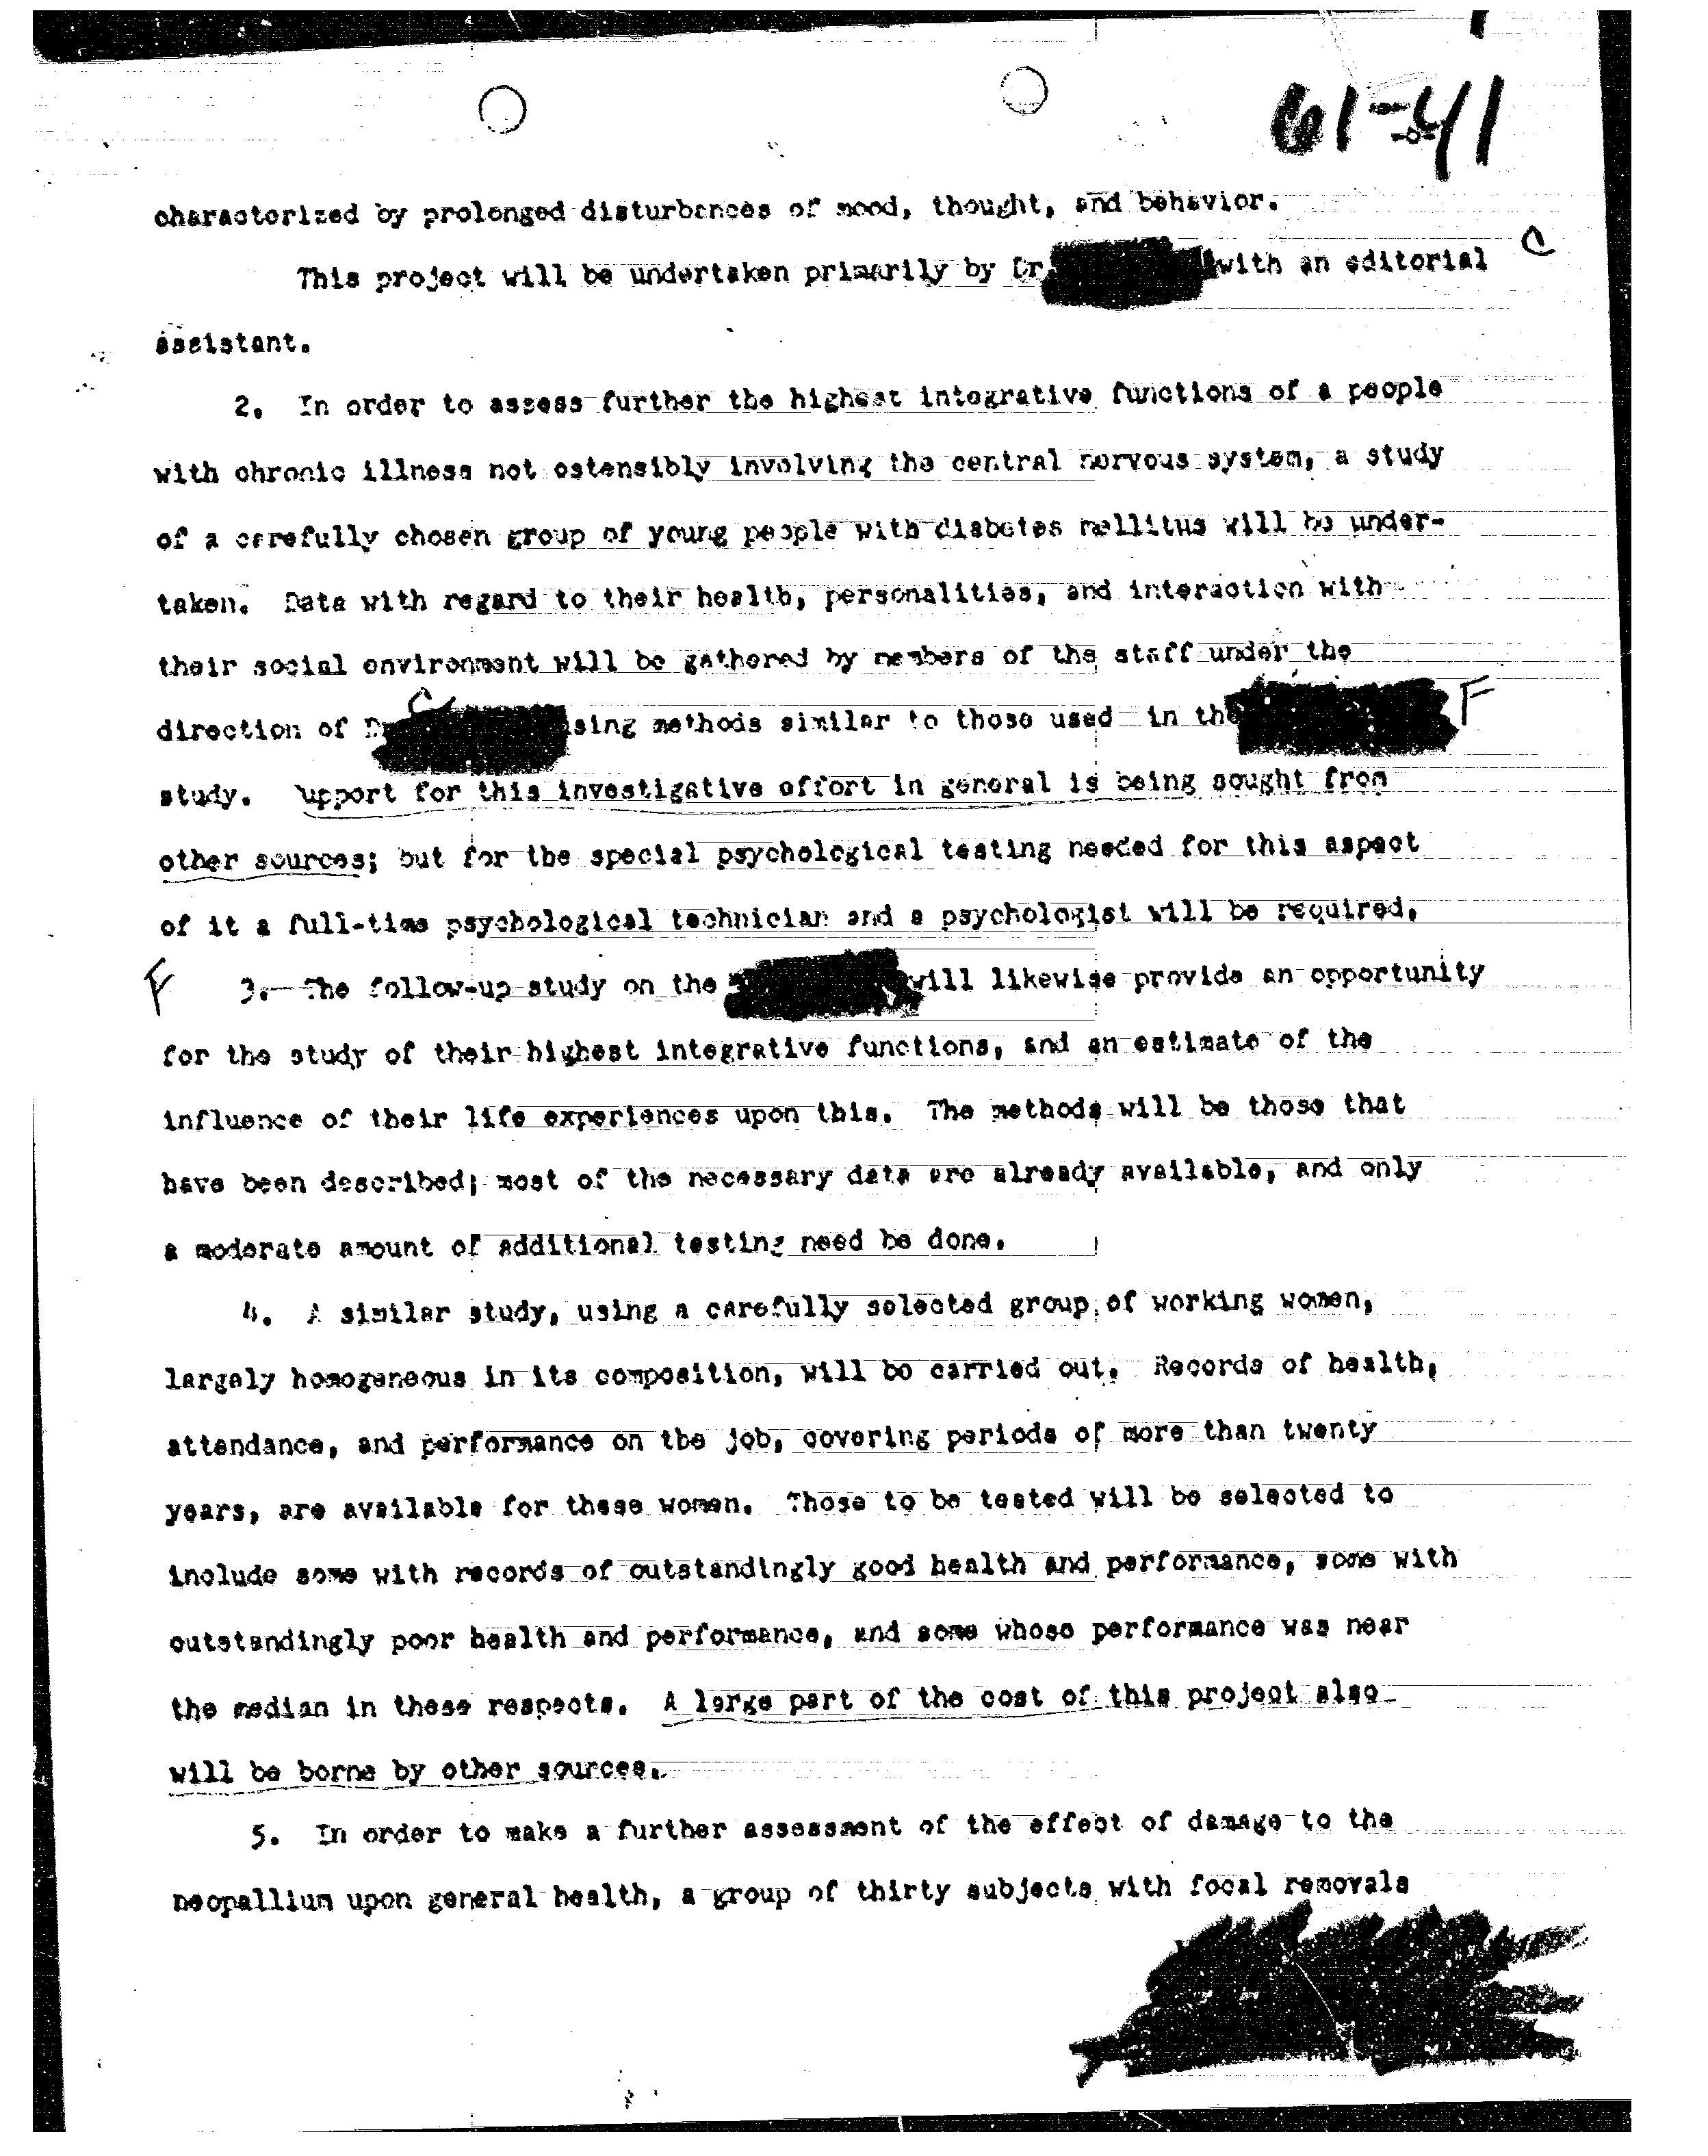 61-41
-8-
characterized by prolonged disturbances of mood, thought, and behavior.
This project will be undertaken primarily by Dr. with an editorial C
assistant.
2. In order to assess further the highest integrative functions of a people
with chronic illness not ostensibly involving the central nervous system, a study
of a carefully chosen group of young people with diabetes mellitus will be under-
taken. Data with regard to their health, personalities, and interaction with
their social environment will be gathered by members of the staff under the
direction of Dr C sing methods similar to those used in the F
study. upport for this investigative effort in general is being sought from
other sources; but for the special psychological testing needed for this aspect
of it a full-time psychological technician and a psychologist will be required.
F 3. The follow-up study on the will likewise provide an opportunity
for the study of their highest integrative functions, and an estimate of the
influence of their life experiences upon this. The methods will be those that
have been described; most of the necessary data are already available, and only
a moderate amount of additional testing need be done.
4. A similar study, using a carefully selected group of working women,
largely homogeneous in its composition, will be carried out. Records of health,
attendance, and performance on the job, covering periods of more than twenty
years, are available for these women. Those to be tested will be selected to
include some with records of outstandingly good health and performance, some with
outstandingly poor health and performance, and some whose performance was near
the median in these respects. A large part of the cost of this project also
will be borne by other sources.
5. In order to make a further assessment of the effect of damage to the
neopallium upon general health, a group of thirty subjects with focal removals